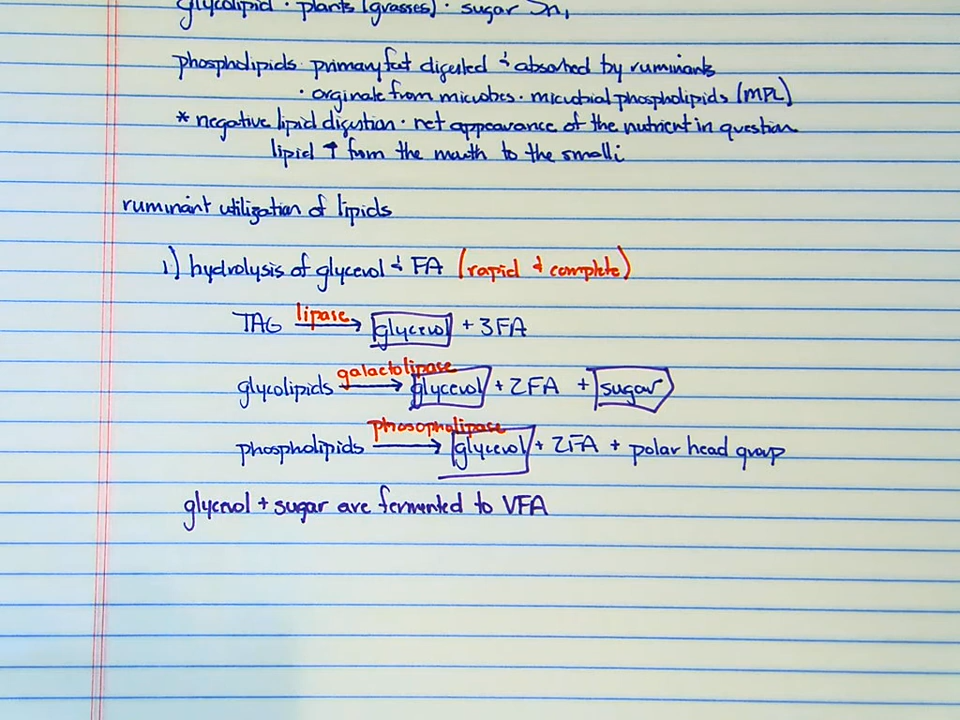 glycolipid · plants (grasses) · sugar
phospholipids · primary fat digested & absorbed by ruminants
· orginate from microbes · microbial phospholipids (MPL)
* negative lipid digestion · net appearance of the nutrient in question
lipid ↑ from the mouth to the small i
ruminant utilization of lipids
1) hydrolysis of glycerol & FA (rapid & complete)
TAG lipase → glycerol + 3FA
glycolipids galactolipase → glycerol + 2FA + sugar
phospholipids phosopholipase → glycerol + 2FA + polar head group
glycerol + sugar are fermented to VFA